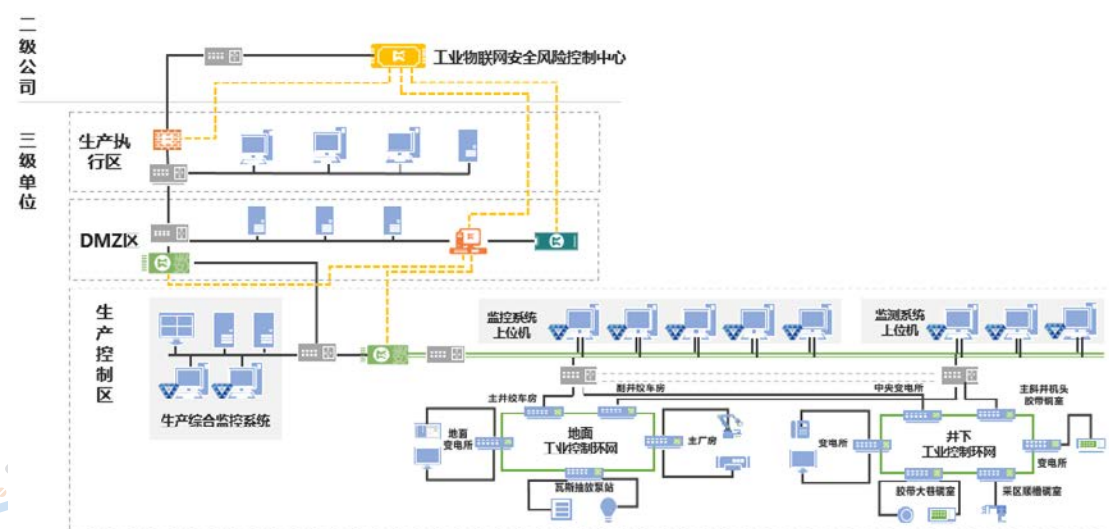 二级公司
工业物联网安全风险控制中心
三级单位
生产执
行区
DMZ区
生产控制区
监控系统
上位机
监测系统
上位机
生产综合监控系统
主井绞车房
副井绞车房
中央变电所
主斜井机头
胶带硐室
地面
变电所
地面
工业控制环网
主厂房
变电所
井下
工业控制环网
变电所
瓦斯抽放泵站
胶带大巷硐室
采区顺槽硐室